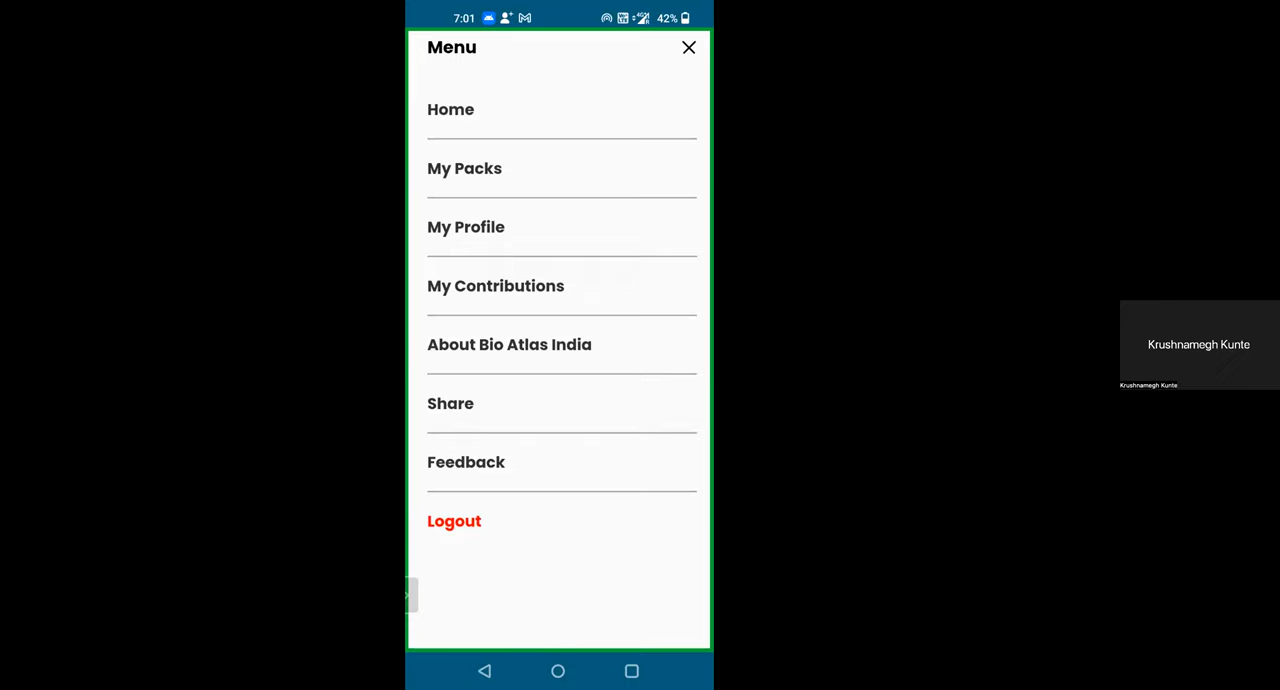 7:01
42%
Menu
Home
My Packs
My Profile
My Contributions
About Bio Atlas India
Share
Feedback
Logout
Krushnamegh Kunte
Krushnamegh Kunte